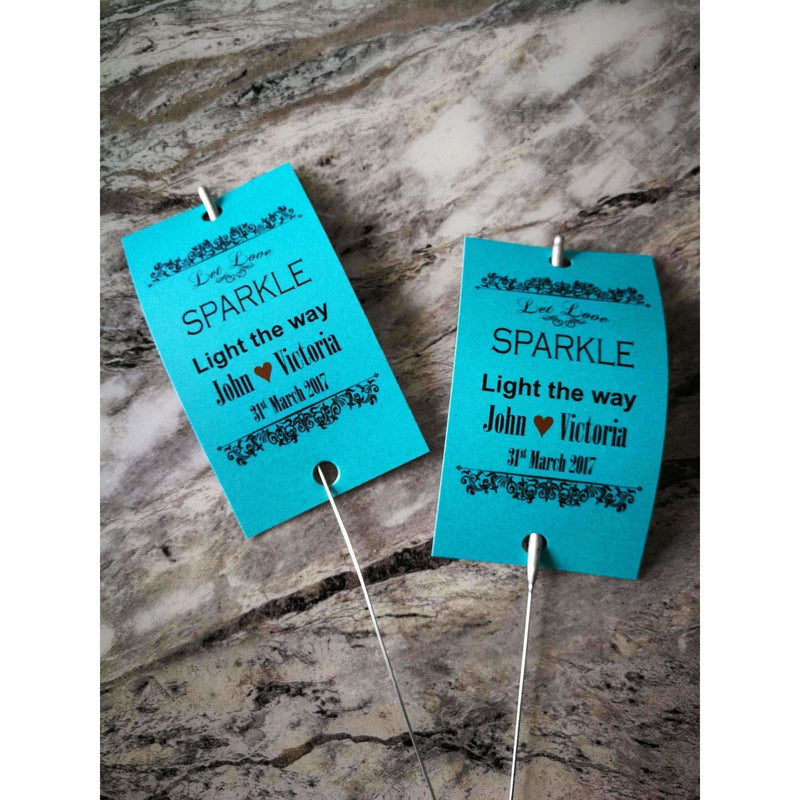 Let Love
SPARKLE
Light the way
John ♥ Victoria
31st March 2017
Let Love
SPARKLE
Light the way
John ♥ Victoria
31st March 2017